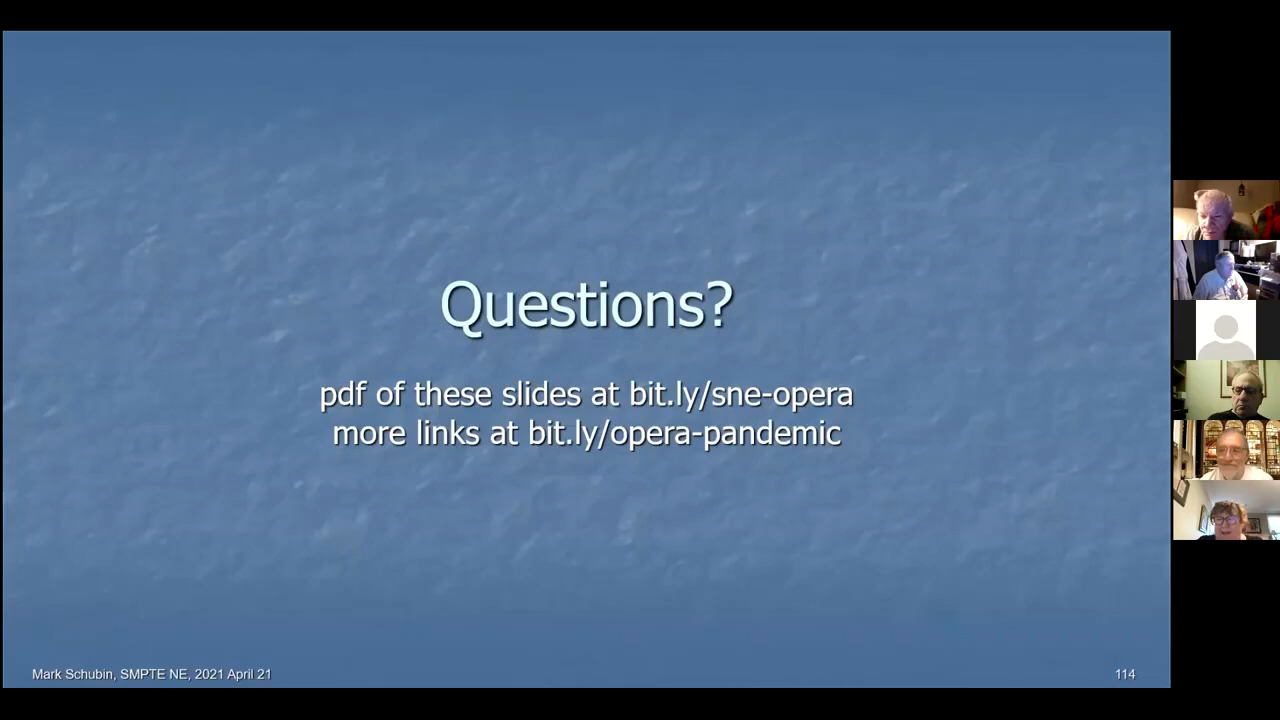 Questions?
pdf of these slides at bit.ly/sne-opera
more links at bit.ly/opera-pandemic
Mark Schubin, SMPTE NE, 2021 April 21
114